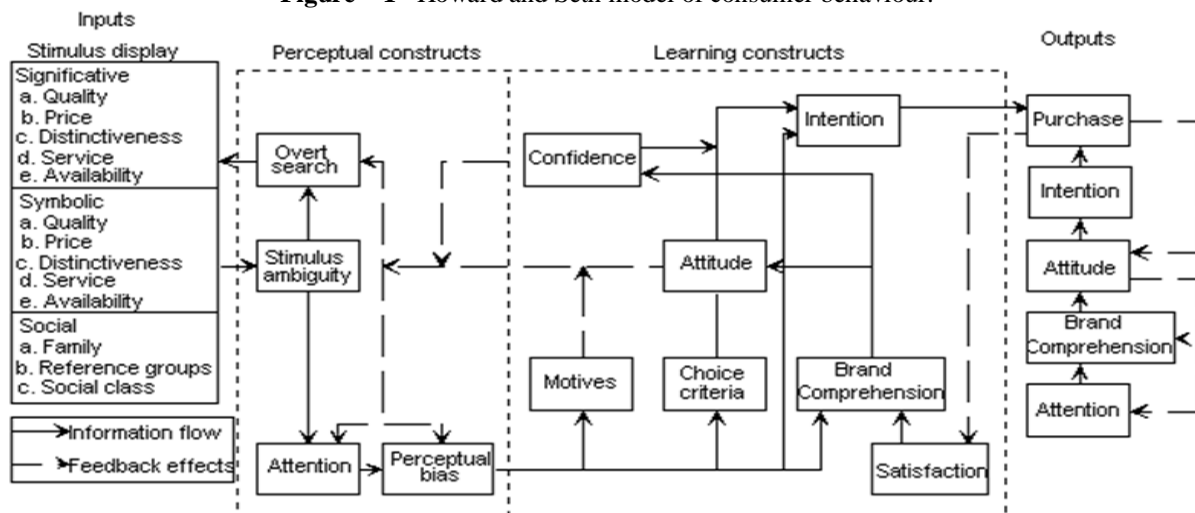 Figure 1 Howard and Seth model of consumer behaviour.
Inputs
Stimulus display
Significative
a. Quality
b. Price
c. Distinctiveness
d. Service
e. Availability
Symbolic
a. Quality
b. Price
c. Distinctiveness
d. Service
e. Availability
Social
a. Family
b. Reference groups
c. Social class
Information flow
Feedback effects
Perceptual constructs
Overt
search
Stimulus
ambiguity
Attention
Perceptual
bias
Learning constructs
Confidence
Intention
Attitude
Motives
Choice
criteria
Brand
Comprehension
Satisfaction
Outputs
Purchase
Intention
Attitude
Brand
Comprehension
Attention